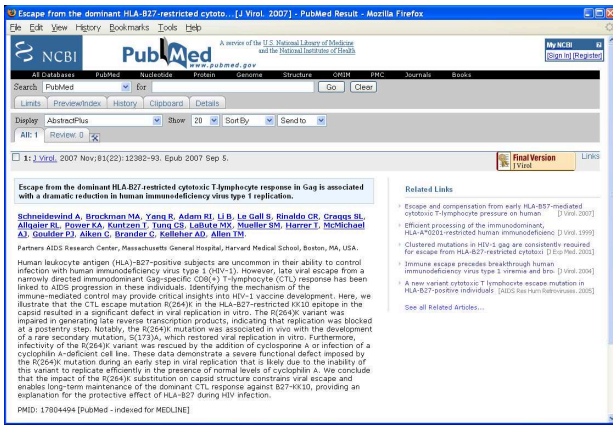 Escape from the dominant HLA-B27-restricted cytoto...[J Virol. 2007] - PubMed Result - Mozilla Firefox
File Edit View History Bookmarks Tools Help
NCBI
PubMed
www.pubmed.gov
A service of the U.S. National Library of Medicine
and the National Institutes of Health
My NCBI
[Sign In] [Register]
All Databases PubMed Nucleotide Protein Genome Structure OMIM PMC Journals Books
Search PubMed for Go Clear
Limits Preview/Index History Clipboard Details
Display AbstractPlus Show 20 Sort By Send to
All: 1 Review: 0
1: J Virol. 2007 Nov;81(22):12382-93. Epub 2007 Sep 5.
Final Version
J Virol
Links
Escape from the dominant HLA-B27-restricted cytotoxic T-lymphocyte response in Gag is associated
with a dramatic reduction in human immunodeficiency virus type 1 replication.
Schneidewind A, Brockman MA, Yang R, Adam RI, Li B, Le Gall S, Rinaldo CR, Craggs SL,
Allgaier RL, Power KA, Kuntzen T, Tung CS, LaBute MX, Mueller SM, Harrer T, McMichael
AJ, Goulder PJ, Aiken C, Brander C, Kelleher AD, Allen TM.
Partners AIDS Research Center, Massachusetts General Hospital, Harvard Medical School, Boston, MA, USA.
Human leukocyte antigen (HLA)-B27-positive subjects are uncommon in their ability to control
infection with human immunodeficiency virus type 1 (HIV-1). However, late viral escape from a
narrowly directed immunodominant Gag-specific CD8(+) T-lymphocyte (CTL) response has been
linked to AIDS progression in these individuals. Identifying the mechanism of the
immune-mediated control may provide critical insights into HIV-1 vaccine development. Here, we
illustrate that the CTL escape mutation R(264)K in the HLA-B27-restricted KK10 epitope in the
capsid resulted in a significant defect in viral replication in vitro. The R(264)K variant was
impaired in generating late reverse transcription products, indicating that replication was blocked
at a postentry step. Notably, the R(264)K mutation was associated in vivo with the development
of a rare secondary mutation, S(173)A, which restored viral replication in vitro. Furthermore,
infectivity of the R(264)K variant was rescued by the addition of cyclosporine A or infection of a
cyclophilin A-deficient cell line. These data demonstrate a severe functional defect imposed by
the R(264)K mutation during an early step in viral replication that is likely due to the inability of
this variant to replicate efficiently in the presence of normal levels of cyclophilin A. We conclude
that the impact of the R(264)K substitution on capsid structure constrains viral escape and
enables long-term maintenance of the dominant CTL response against B27-KK10, providing an
explanation for the protective effect of HLA-B27 during HIV infection.
PMID: 17804494 [PubMed - indexed for MEDLINE]
Related Links
Escape and compensation from early HLA-B57-mediated
cytotoxic T-lymphocyte pressure on human [J Virol. 2007]
Efficient processing of the immunodominant,
HLA-A*0201-restricted human immunodeficienc [J Virol. 1999]
Clustered mutations in HIV-1 gag are consistently required
for escape from HLA-B27-restricted cytotoxi [J Exp Med. 2001]
Immune escape precedes breakthrough human
immunodeficiency virus type 1 viremia and bro [J Virol. 2004]
A new variant cytotoxic T lymphocyte escape mutation in
HLA-B27-positive individuals [AIDS Res Hum Retroviruses. 2005]
See all Related Articles...